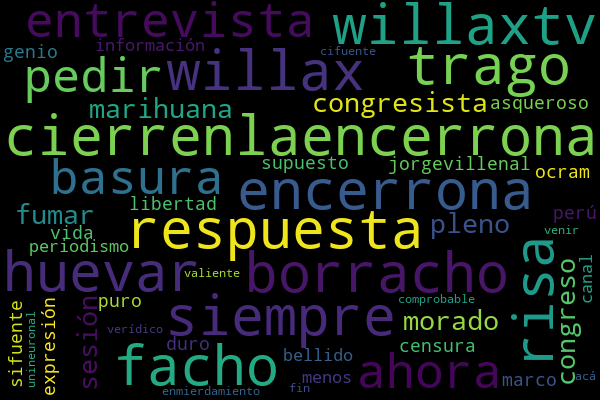 entrevista
willaxtv
información
cifuente
genio
pedir
willax
trago
marihuana
congresista
asqueroso
cierrenlaencerrona
basura
supuesto
jorgevillenal
ocram
encerrona
fumar
libertad
respuesta
pleno
perú
vida
periodismo
venir
huevar
valiente
borracho
risa
congreso
canal
sifuente
unineuronal
expresión
sesión
puro
siempre
comprobable
morado
verídico
duro
censura
facho
bellido
ahora
menos
marco
acá
enmierdamiento
fin